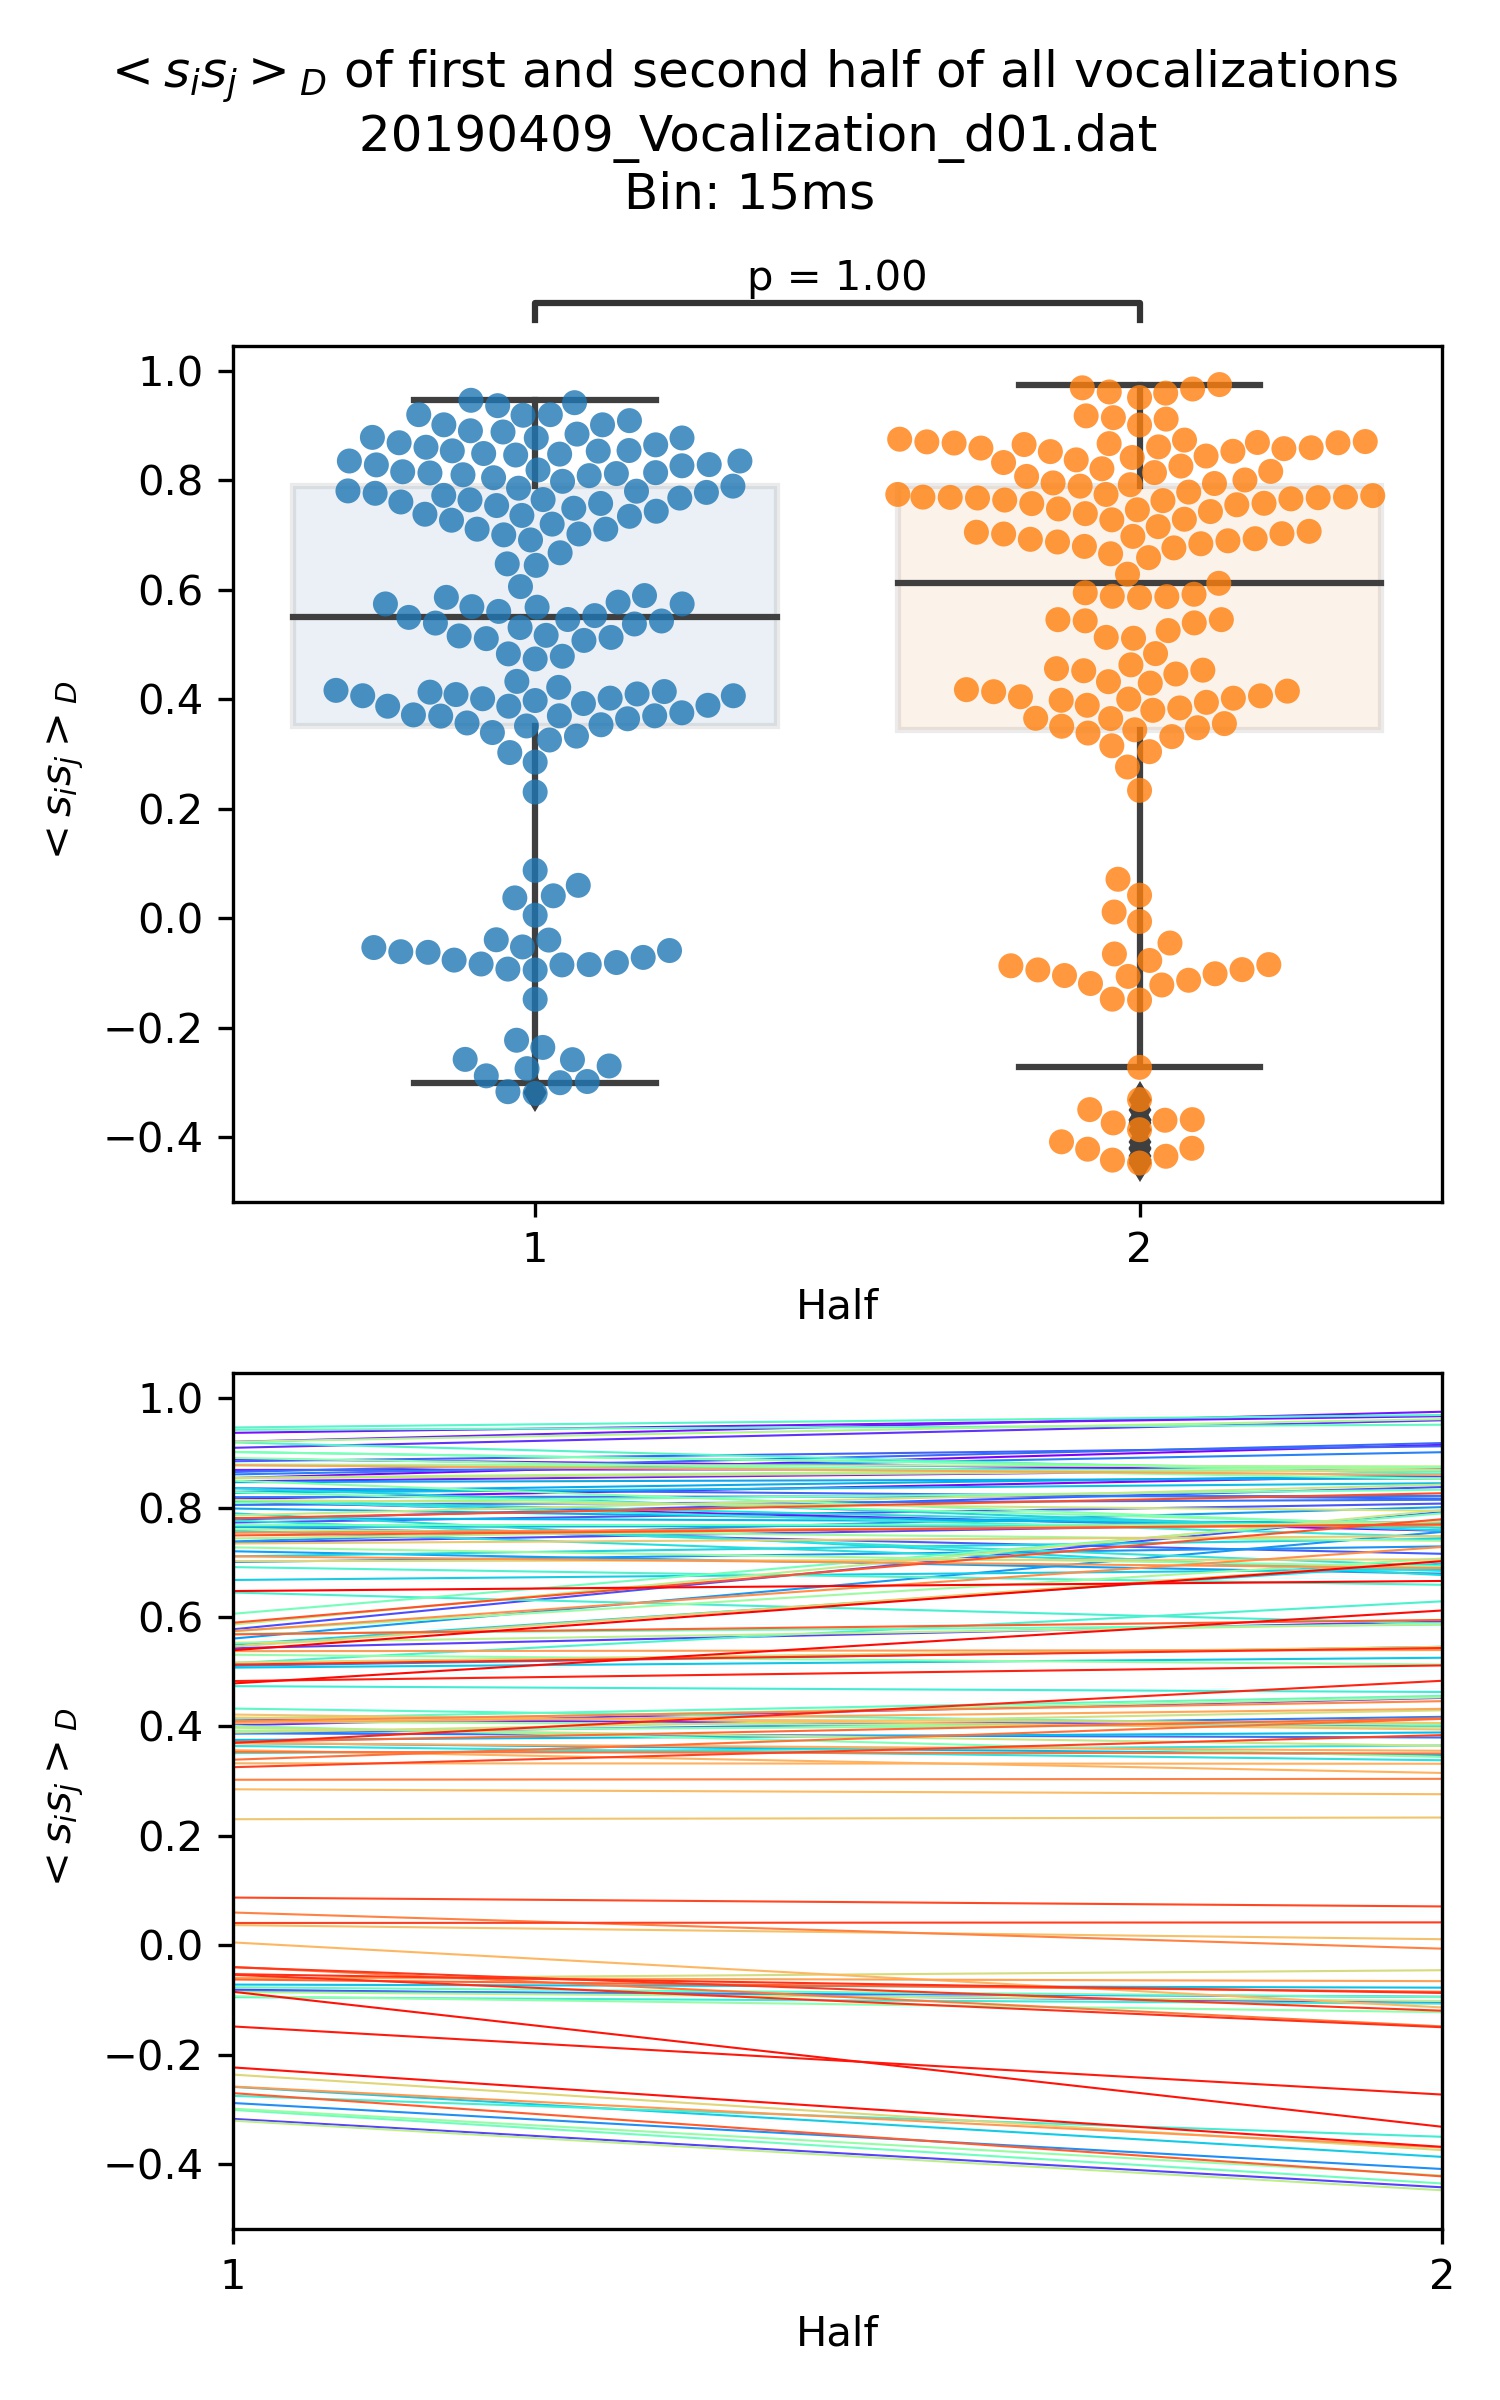 < s_i s_j >_D of first and second half of all vocalizations
20190409_Vocalization_d01.dat
Bin: 15ms
p = 1.00
1.0
0.8
0.6
0.4
0.2
0.0
−0.2
−0.4
< s_i s_j >_D
1 2
Half
1.0
0.8
0.6
0.4
0.2
0.0
−0.2
−0.4
< s_i s_j >_D
1 2
Half